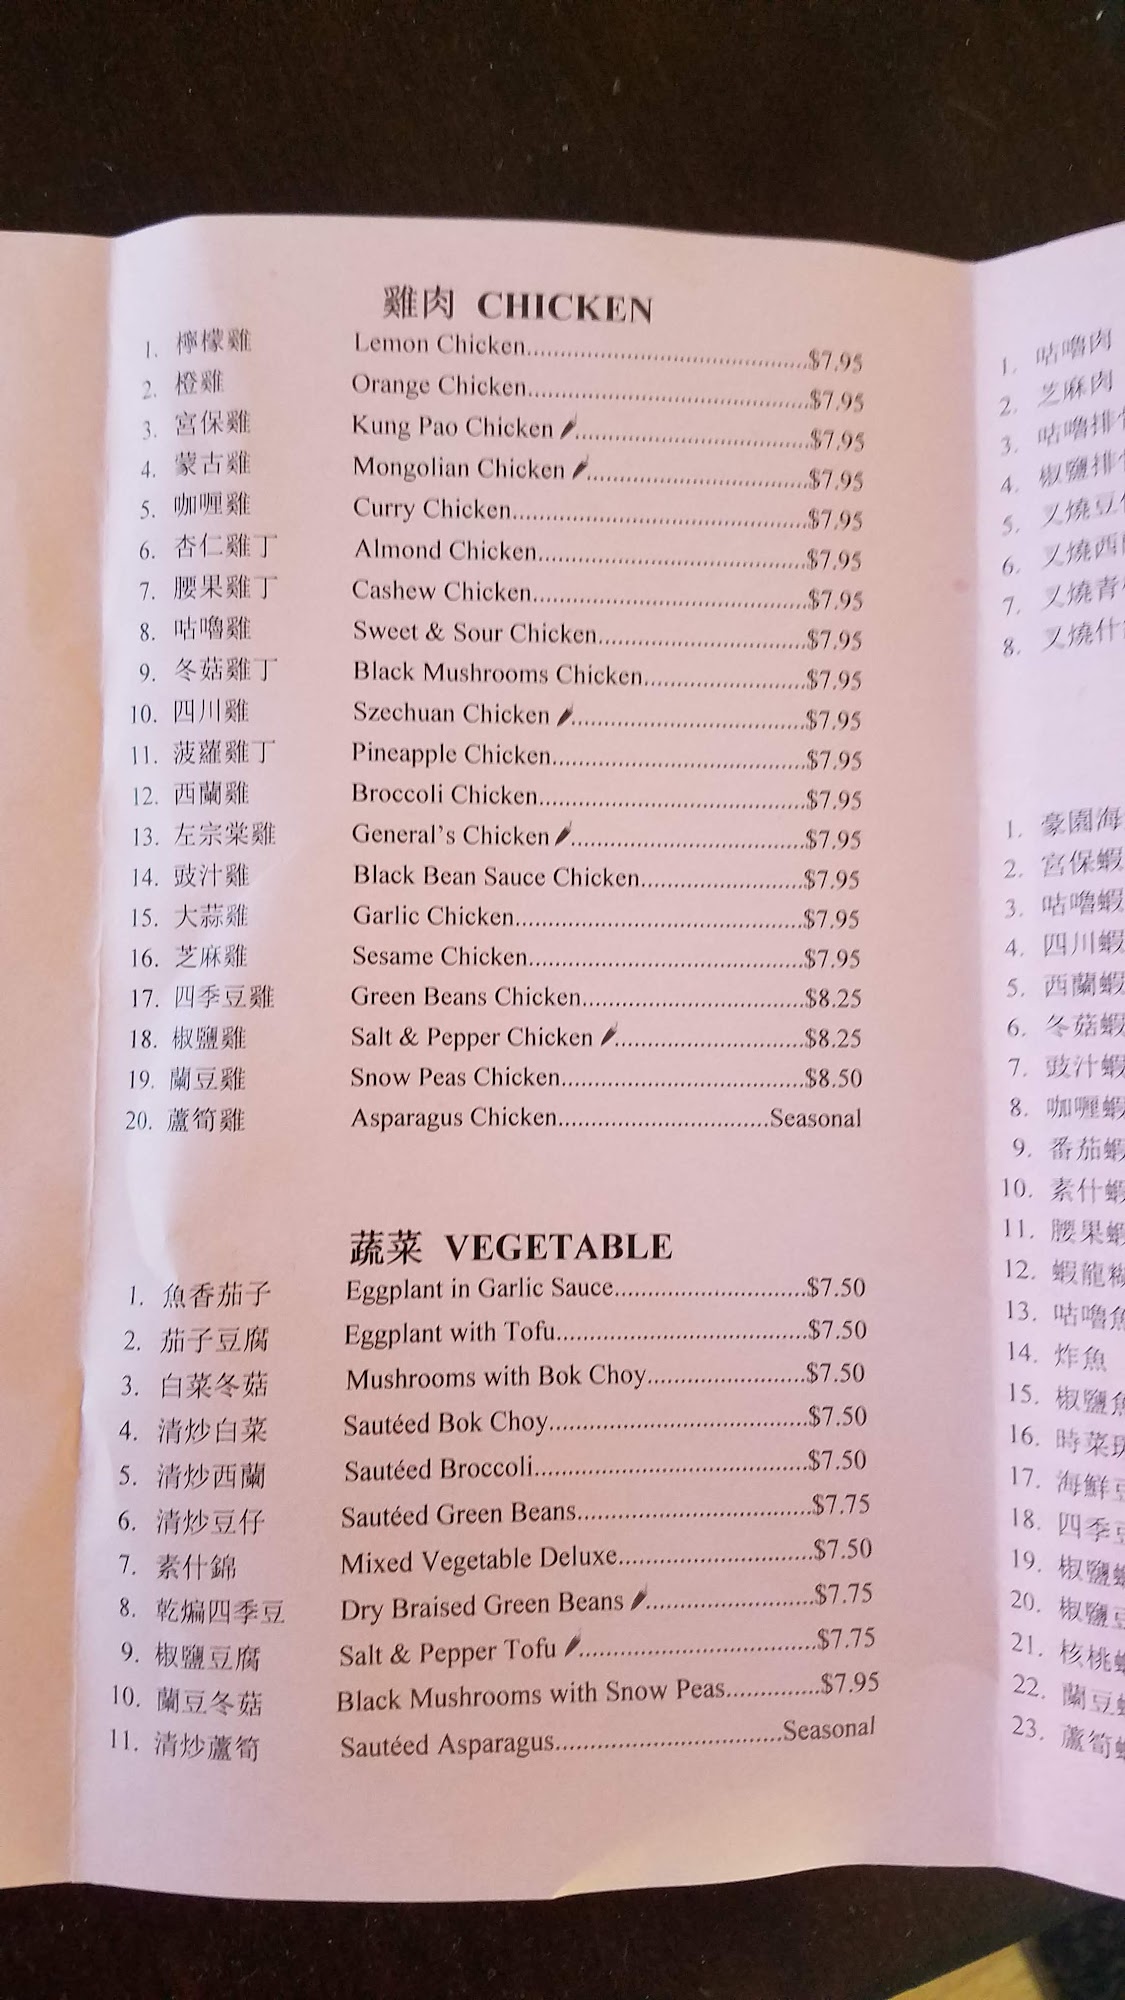 雞肉 CHICKEN
1. 檸檬雞 Lemon Chicken..............................$7.95
2. 橙雞 Orange Chicken..............................$7.95
3. 宮保雞 Kung Pao Chicken..............................$7.95
4. 蒙古雞 Mongolian Chicken..............................$7.95
5. 咖喱雞 Curry Chicken..............................$7.95
6. 杏仁雞丁 Almond Chicken..............................$7.95
7. 腰果雞丁 Cashew Chicken..............................$7.95
8. 咕嚕雞 Sweet & Sour Chicken..............................$7.95
9. 冬菇雞丁 Black Mushrooms Chicken..............................$7.95
10. 四川雞 Szechuan Chicken..............................$7.95
11. 菠蘿雞丁 Pineapple Chicken..............................$7.95
12. 西蘭雞 Broccoli Chicken..............................$7.95
13. 左宗棠雞 General's Chicken..............................$7.95
14. 豉汁雞 Black Bean Sauce Chicken..............................$7.95
15. 大蒜雞 Garlic Chicken..............................$7.95
16. 芝麻雞 Sesame Chicken..............................$7.95
17. 四季豆雞 Green Beans Chicken..............................$8.25
18. 椒鹽雞 Salt & Pepper Chicken..............................$8.25
19. 蘭豆雞 Snow Peas Chicken..............................$8.50
20. 蘆筍雞 Asparagus Chicken..............................Seasonal
蔬菜 VEGETABLE
1. 魚香茄子 Eggplant in Garlic Sauce..............................$7.50
2. 茄子豆腐 Eggplant with Tofu..............................$7.50
3. 白菜冬菇 Mushrooms with Bok Choy..............................$7.50
4. 清炒白菜 Sautéed Bok Choy..............................$7.50
5. 清炒西蘭 Sautéed Broccoli..............................$7.50
6. 清炒豆仔 Sautéed Green Beans..............................$7.75
7. 素什錦 Mixed Vegetable Deluxe..............................$7.50
8. 乾煸四季豆 Dry Braised Green Beans..............................$7.75
9. 椒鹽豆腐 Salt & Pepper Tofu..............................$7.75
10. 蘭豆冬菇 Black Mushrooms with Snow Peas..............................$7.95
11. 清炒蘆筍 Sautéed Asparagus..............................Seasonal
1. 咕嚕肉
2. 芝麻肉
3. 咕嚕排
4. 椒鹽排
5. 叉燒豆
6. 叉燒西
7. 叉燒青
8. 叉燒什
1. 豪園海
2. 宮保蝦
3. 咕嚕蝦
4. 四川蝦
5. 西蘭蝦
6. 冬菇蝦
7. 豉汁蝦
8. 咖喱蝦
9. 番茄蝦
10. 素什蝦
11. 腰果蝦
12. 蝦龍糊
13. 咕嚕魚
14. 炸魚
15. 椒鹽魚
16. 時菜
17. 海鮮豆
18. 四季豆
19. 椒鹽
20. 椒鹽
21. 核桃
22. 蘭豆
23. 蘆筍